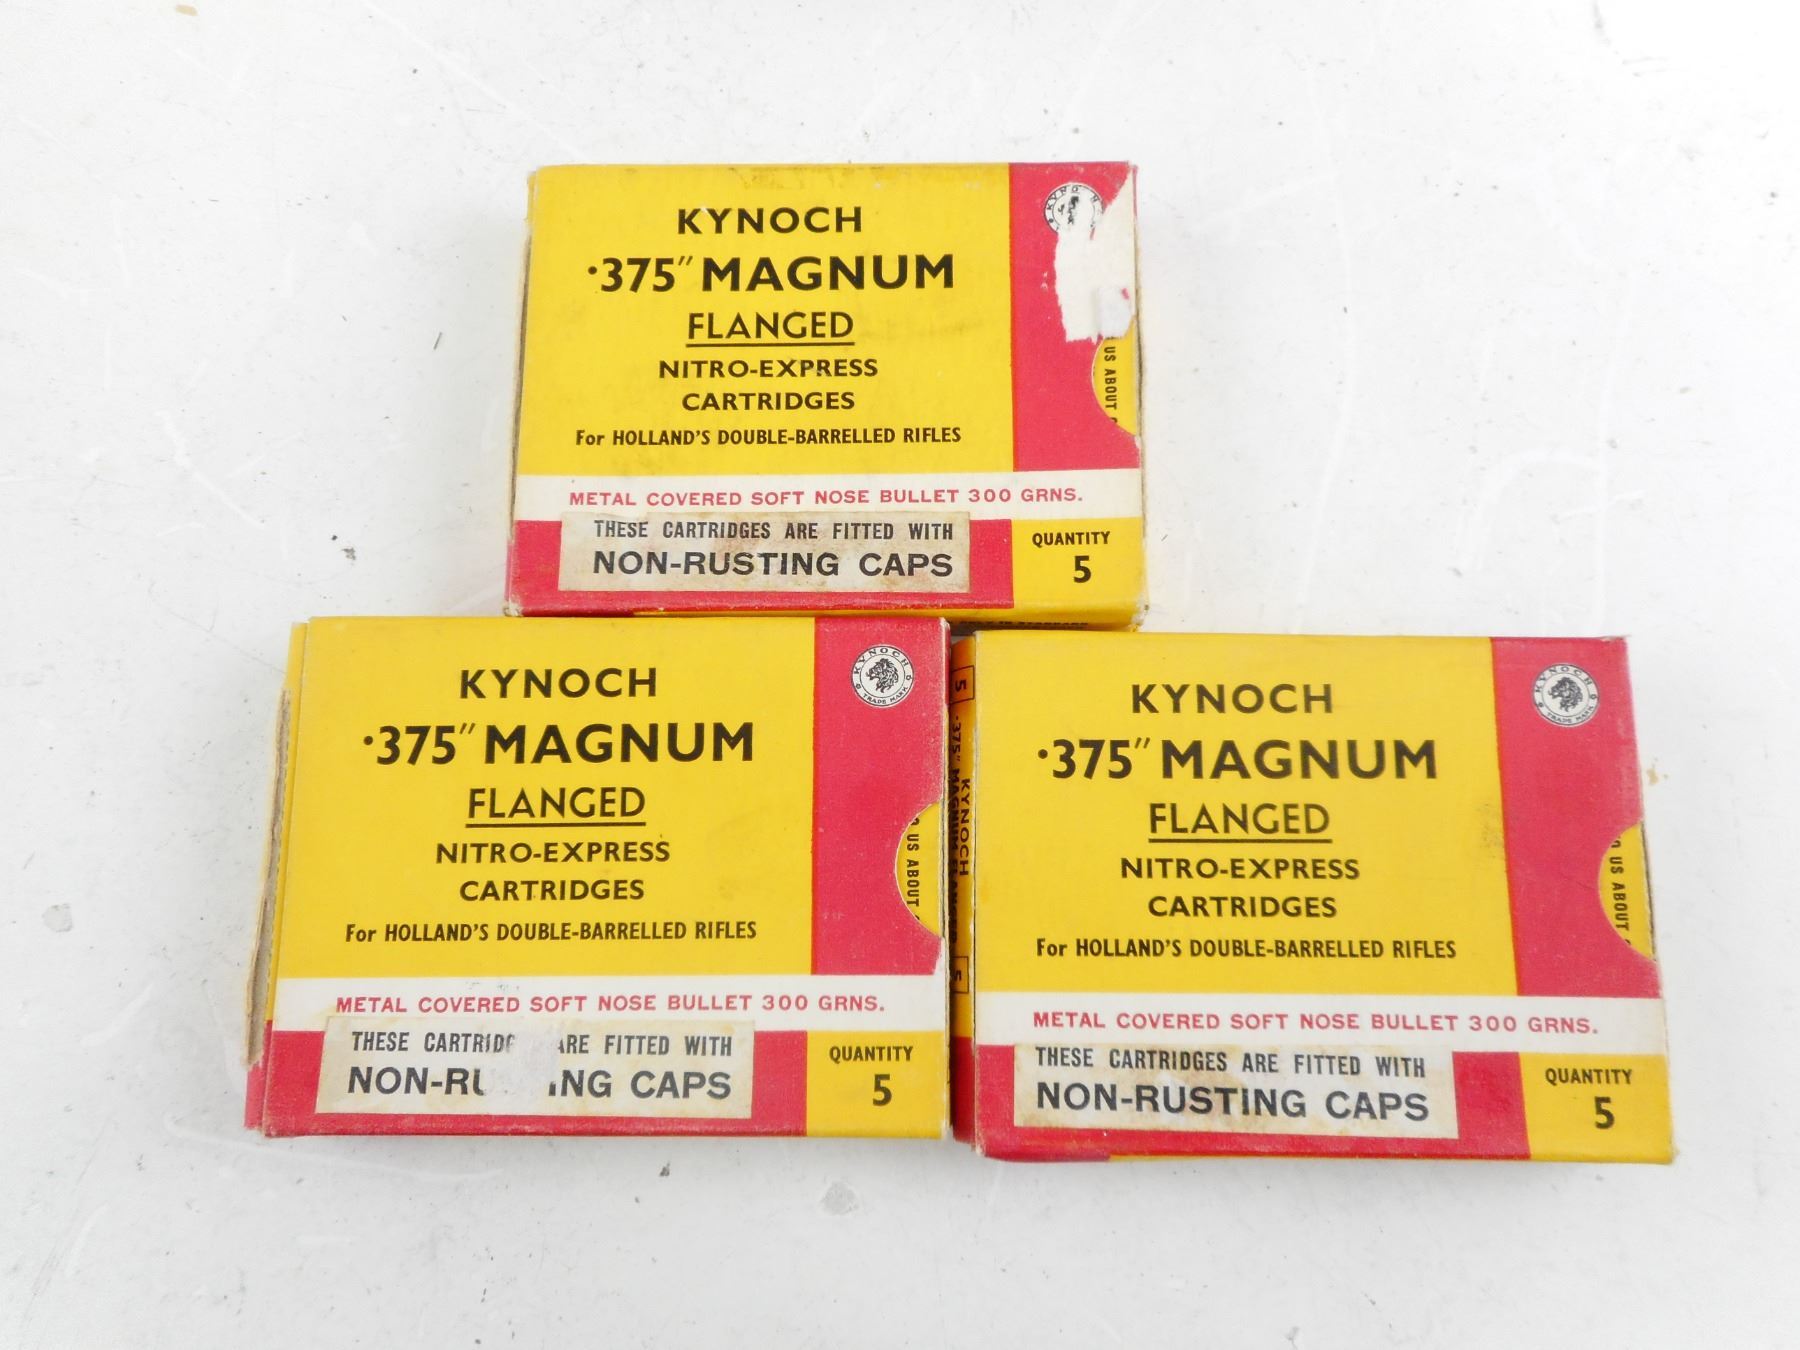 KYNOCH
·375" MAGNUM
FLANGED
NITRO-EXPRESS
CARTRIDGES
For HOLLAND'S DOUBLE-BARRELLED RIFLES
METAL COVERED SOFT NOSE BULLET 300 GRNS.
THESE CARTRIDGES ARE FITTED WITH
NON-RUSTING CAPS
QUANTITY
5
US ABOUT
KYNOCH
·375" MAGNUM
FLANGED
NITRO-EXPRESS
CARTRIDGES
For HOLLAND'S DOUBLE-BARRELLED RIFLES
METAL COVERED SOFT NOSE BULLET 300 GRNS.
THESE ARE FITTED WITH
CAPS
QUANTITY
5
KYNOCH
TRADE MARK
US ABOUT
5
KYNOCH
·375" MAGNUM FLANGED
5
KYNOCH
·375" MAGNUM
FLANGED
NITRO-EXPRESS
CARTRIDGES
For HOLLAND'S DOUBLE-BARRELLED RIFLES
METAL COVERED SOFT NOSE BULLET 300 GRNS.
THESE CARTRIDGES ARE FITTED WITH
NON-RUSTING CAPS
QUANTITY
5
KYNOCH
TRADE MARK
US ABOUT